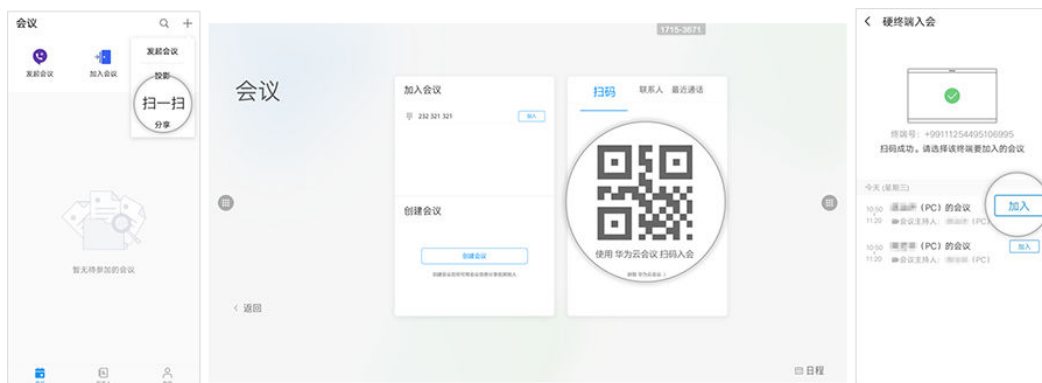 会议
发起会议
加入会议
发起会议
投影
扫一扫
分享
暂无待参加的会议
1715-3671
会议
加入会议
232 321 321
加入
创建会议
创建会议
扫码
联系人
最近通话
使用 华为云会议 扫码入会
获取 华为云会议 >
< 返回
日程
< 硬终端入会
终端号：+99111254495106995
扫码成功，请选择该终端要加入的会议
今天 (星期三)
10:50
11:20
(PC) 的会议
会议主持人：
(PC)
加入
10:50
11:20
(PC) 的会议
会议主持人：
(PC)
加入